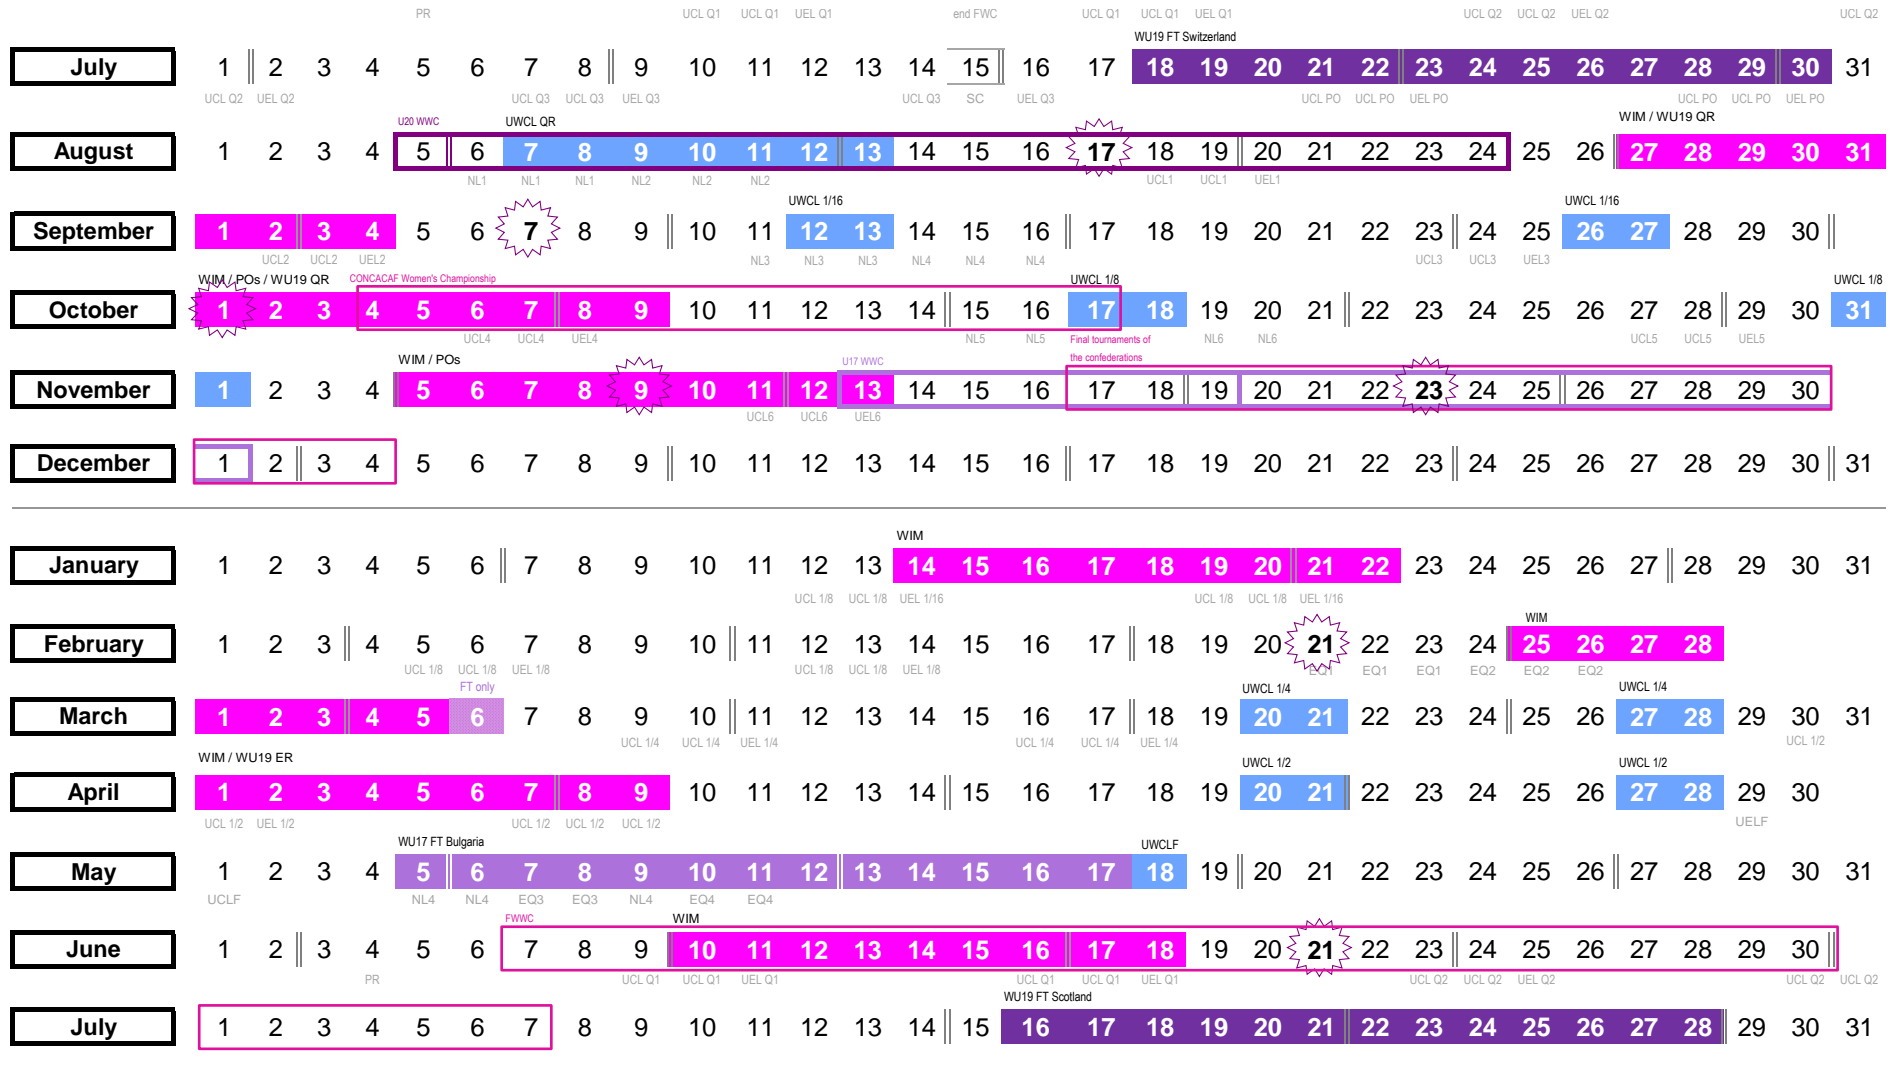 PR UCL Q1 UCL Q1 UEL Q1 end FWC UCL Q1 UCL Q1 UEL Q1 UCL Q2 UCL Q2 UEL Q2 UCL Q2
WU19 FT Switzerland
July 1 2 3 4 5 6 7 8 9 10 11 12 13 14 15 16 17 18 19 20 21 22 23 24 25 26 27 28 29 30 31
UCL Q2 UEL Q2 UCL Q3 UCL Q3 UEL Q3 UCL Q3 SC UEL Q3 UCL PO UCL PO UEL PO UCL PO UCL PO UEL PO
U20 WWC UWCL QR WIM / WU19 QR
August 1 2 3 4 5 6 7 8 9 10 11 12 13 14 15 16 17 18 19 20 21 22 23 24 25 26 27 28 29 30 31
NL1 NL1 NL1 NL2 NL2 NL2 UCL1 UCL1 UEL1
UWCL 1/16 UWCL 1/16
September 1 2 3 4 5 6 7 8 9 10 11 12 13 14 15 16 17 18 19 20 21 22 23 24 25 26 27 28 29 30
UCL2 UCL2 UEL2 NL3 NL3 NL3 NL4 NL4 NL4 UCL3 UCL3 UEL3
WIM / POs / WU19 QR CONCACAF Women's Championship UWCL 1/8 UWCL 1/8
October 1 2 3 4 5 6 7 8 9 10 11 12 13 14 15 16 17 18 19 20 21 22 23 24 25 26 27 28 29 30 31
UCL4 UCL4 UEL4 NL5 NL5 Final tournaments of NL6 NL6 UCL5 UCL5 UEL5
WIM / POs U17 WWC the confederations
November 1 2 3 4 5 6 7 8 9 10 11 12 13 14 15 16 17 18 19 20 21 22 23 24 25 26 27 28 29 30
UCL6 UCL6 UEL6
December 1 2 3 4 5 6 7 8 9 10 11 12 13 14 15 16 17 18 19 20 21 22 23 24 25 26 27 28 29 30 31
WIM
January 1 2 3 4 5 6 7 8 9 10 11 12 13 14 15 16 17 18 19 20 21 22 23 24 25 26 27 28 29 30 31
UCL 1/8 UCL 1/8 UEL 1/16 UCL 1/8 UCL 1/8 UEL 1/16
WIM
February 1 2 3 4 5 6 7 8 9 10 11 12 13 14 15 16 17 18 19 20 21 22 23 24 25 26 27 28
UCL 1/8 UCL 1/8 UEL 1/8 UCL 1/8 UCL 1/8 UEL 1/8 EQ1 EQ1 EQ1 EQ2 EQ2 EQ2
FT only UWCL 1/4 UWCL 1/4
March 1 2 3 4 5 6 7 8 9 10 11 12 13 14 15 16 17 18 19 20 21 22 23 24 25 26 27 28 29 30 31
UCL 1/4 UCL 1/4 UEL 1/4 UCL 1/4 UCL 1/4 UEL 1/4 UCL 1/2
WIM / WU19 ER UWCL 1/2 UWCL 1/2
April 1 2 3 4 5 6 7 8 9 10 11 12 13 14 15 16 17 18 19 20 21 22 23 24 25 26 27 28 29 30
UCL 1/2 UEL 1/2 UCL 1/2 UCL 1/2 UCL 1/2 UELF
WU17 FT Bulgaria UWCLF
May 1 2 3 4 5 6 7 8 9 10 11 12 13 14 15 16 17 18 19 20 21 22 23 24 25 26 27 28 29 30 31
UCLF NL4 NL4 EQ3 EQ3 NL4 EQ4 EQ4
FWWC WIM
June 1 2 3 4 5 6 7 8 9 10 11 12 13 14 15 16 17 18 19 20 21 22 23 24 25 26 27 28 29 30
PR UCL Q1 UCL Q1 UEL Q1 UCL Q1 UCL Q1 UEL Q1 UCL Q2 UCL Q2 UEL Q2 UCL Q2 UCL Q2
WU19 FT Scotland
July 1 2 3 4 5 6 7 8 9 10 11 12 13 14 15 16 17 18 19 20 21 22 23 24 25 26 27 28 29 30 31